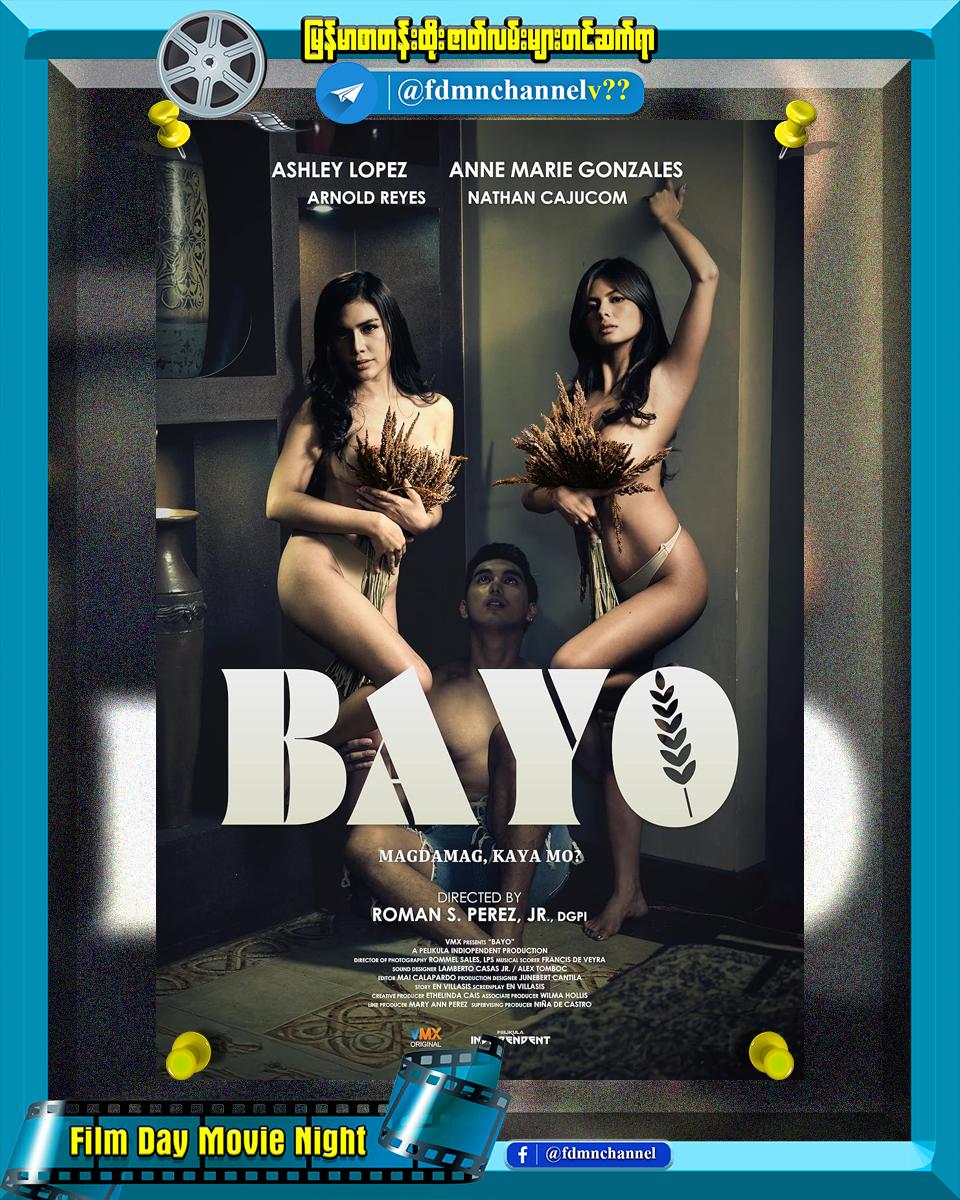 မြန်မာစာတန်းထိုးဇာတ်လမ်းများတင်ဆက်ရာ
@fdmnchannelv??
ASHLEY LOPEZ ANNE MARIE GONZALES
ARNOLD REYES NATHAN CAJUCOM
BAYO
MAGDAMAG, KAYA MO?
DIRECTED BY
ROMAN S. PEREZ, JR., DGPI
VMX PRESENTS "BAYO"
A PELIKULA INDIOPENDENT PRODUCTION
DIRECTOR OF PHOTOGRAPHY ROMMEL SALES, LPS MUSICAL SCORER FRANCIS DE VEYRA
SOUND DESIGNER LAMBERTO CASAS JR. / ALEX TOMBOC
EDITOR MAI CALAPARDO PRODUCTION DESIGNER JUNEBERT CANTILA
STORY EN VILLASIS SCREENPLAY EN VILLASIS
CREATIVE PRODUCER ETHELINDA CAIS ASSOCIATE PRODUCER WILMA HOLLIS
LINE PRODUCER MARY ANN PEREZ SUPERVISING PRODUCER NIÑA DE CASTRO
VMX
ORIGINAL
PELIKULA
Film Day Movie Night
f @fdmnchannel